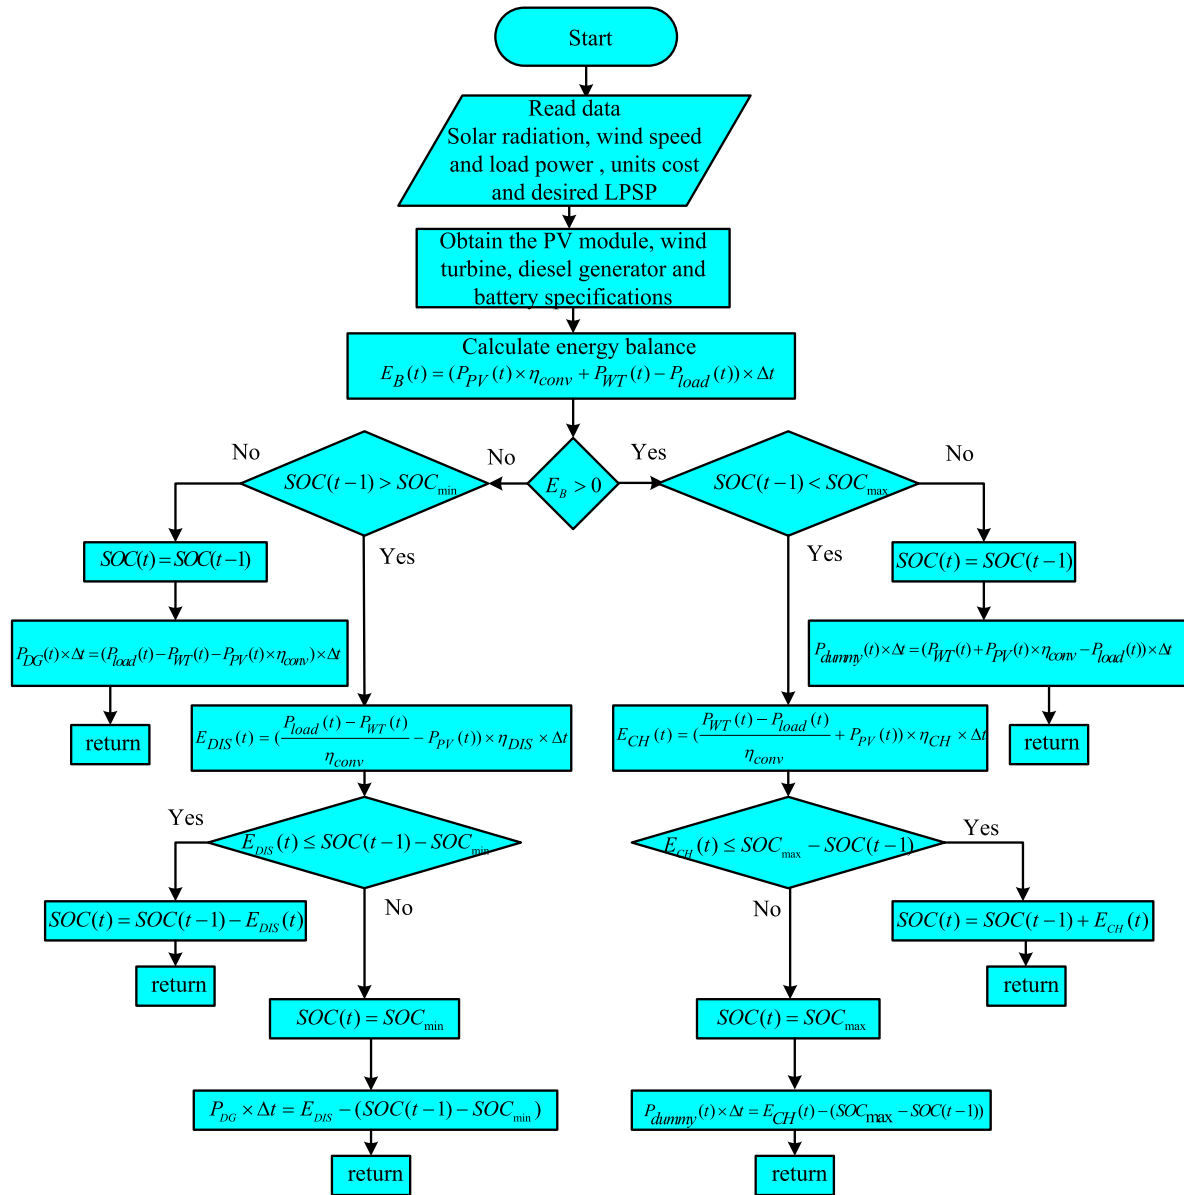 Start
Read data
Solar radiation, wind speed
and load power , units cost
and desired LPSP
Obtain the PV module, wind
turbine, diesel generator and
battery specifications
Calculate energy balance
E_B(t) = (P_PV(t) × η_conv + P_WT(t) − P_load(t)) × Δt
No
SOC(t−1) > SOC_min
No
E_B > 0
Yes
SOC(t−1) < SOC_max
No
SOC(t) = SOC(t−1)
Yes
Yes
SOC(t) = SOC(t−1)
P_DG(t) × Δt = (P_load(t) − P_WT(t) − P_PV(t) × η_conv) × Δt
P_dummy(t) × Δt = (P_WT(t) + P_PV(t) × η_conv − P_load(t)) × Δt
return
return
E_DIS(t) = ((P_load(t) − P_WT(t))/η_conv − P_PV(t)) × η_DIS × Δt
E_CH(t) = ((P_WT(t) − P_load(t))/η_conv + P_PV(t)) × η_CH × Δt
Yes
E_DIS(t) ≤ SOC(t−1) − SOC_min
E_CH(t) ≤ SOC_max − SOC(t−1)
Yes
No
No
SOC(t) = SOC(t−1) − E_DIS(t)
SOC(t) = SOC(t−1) + E_CH(t)
return
return
SOC(t) = SOC_min
SOC(t) = SOC_max
P_DG × Δt = E_DIS − (SOC(t−1) − SOC_min)
P_dummy(t) × Δt = E_CH(t) − (SOC_max − SOC(t−1))
return
return